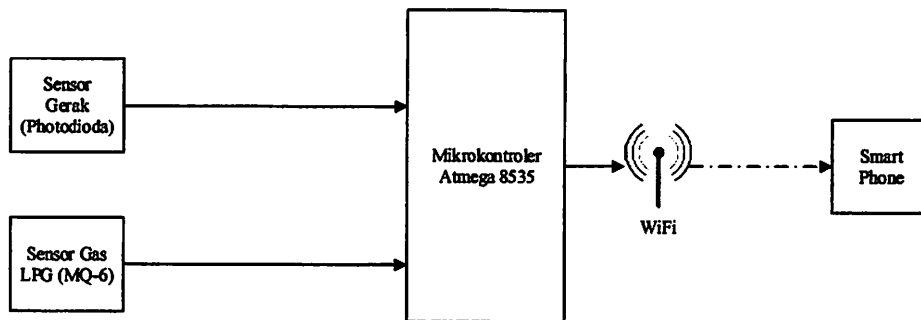 Sensor
Gerak
(Photodioda)
Sensor Gas
LPG (MQ-6)
Mikrokontroler
Atmega 8535
WiFi
Smart
Phone